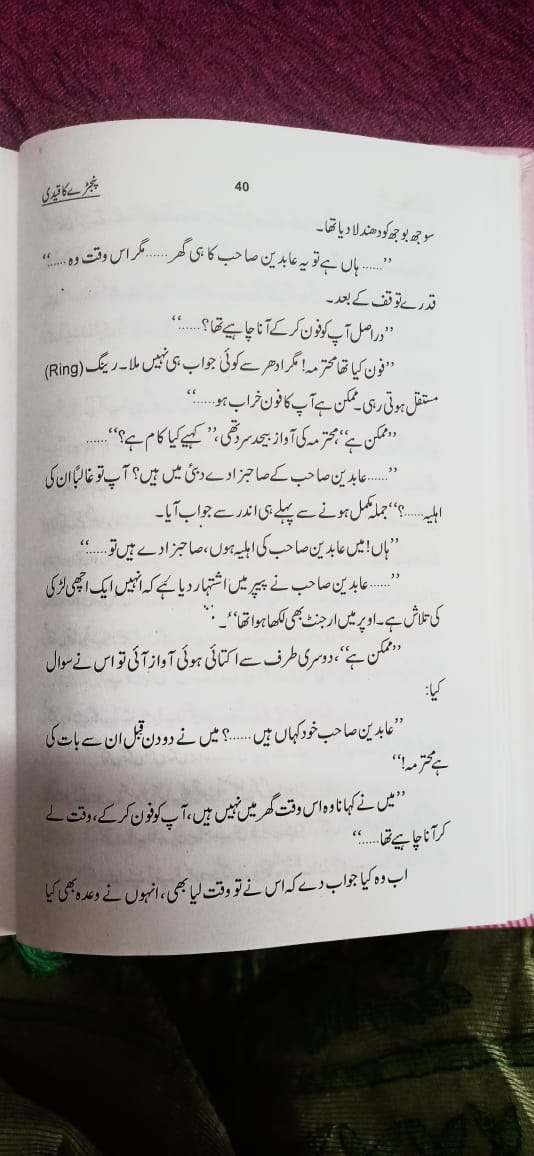 پنجڑے کا قیدی
40
سوجھ بوجھ کو دھندلا دیا تھا۔
’’...... ہاں ہے تو یہ عابدین صاحب کا ہی گھر ...... مگر اس وقت وہ ......‘‘
قدرے توقف کے بعد۔
’’دراصل آپ کو فون کر کے آنا چاہیے تھا؟......‘‘
’’فون کیا تھا محترمہ! مگر ادھر سے کوئی جواب ہی نہیں ملا۔ رینگ (Ring)
مستقل ہوتی رہی۔ ممکن ہے آپ کا فون خراب ہو......‘‘
’’ممکن ہے‘‘، محترمہ کی آواز بیحد سرد تھی، ’’کہیے کیا کام ہے؟‘‘......
’’...... عابدین صاحب کے صاحبزادے دبئی میں ہیں؟ آپ تو غالباً ان کی
اہلیہ ......؟‘‘ جملہ مکمل ہونے سے پہلے ہی اندر سے جواب آیا۔
’’ہاں! میں عابدین صاحب کی اہلیہ ہوں، صاحبزادے ہیں تو......‘‘
’’...... عابدین صاحب نے پیپر میں اشتہار دیا ہے کہ انہیں ایک اچھی لڑکی
کی تلاش ہے۔ اوپر میں ارجنٹ بھی لکھا ہوا تھا‘‘۔
’’ممکن ہے‘‘، دوسری طرف سے اکتائی ہوئی آواز آئی تو اس نے سوال
کیا:
’’عابدین صاحب خود کہاں ہیں ......؟ میں نے دو دن قبل ان سے بات کی
ہے محترمہ!‘‘
’’میں نے کہا نا وہ اس وقت گھر میں نہیں ہیں، آپ کو فون کر کے، وقت لے
کر آنا چاہیے تھا......‘‘
اب وہ کیا جواب دے کہ اس نے تو وقت لیا بھی، انہوں نے وعدہ بھی کیا